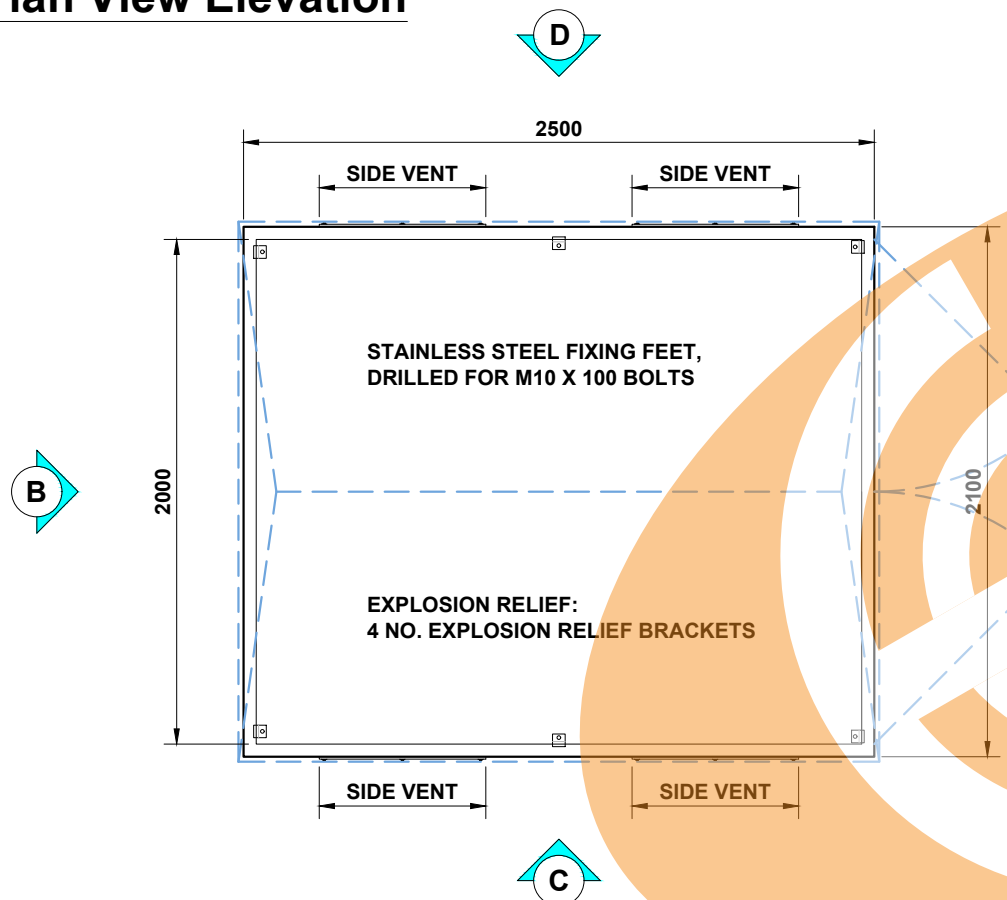 Plan View Elevation
D
2500
SIDE VENT
SIDE VENT
STAINLESS STEEL FIXING FEET,
DRILLED FOR M10 X 100 BOLTS
B
2000
2100
EXPLOSION RELIEF:
4 NO. EXPLOSION RELIEF BRACKETS
SIDE VENT
SIDE VENT
C